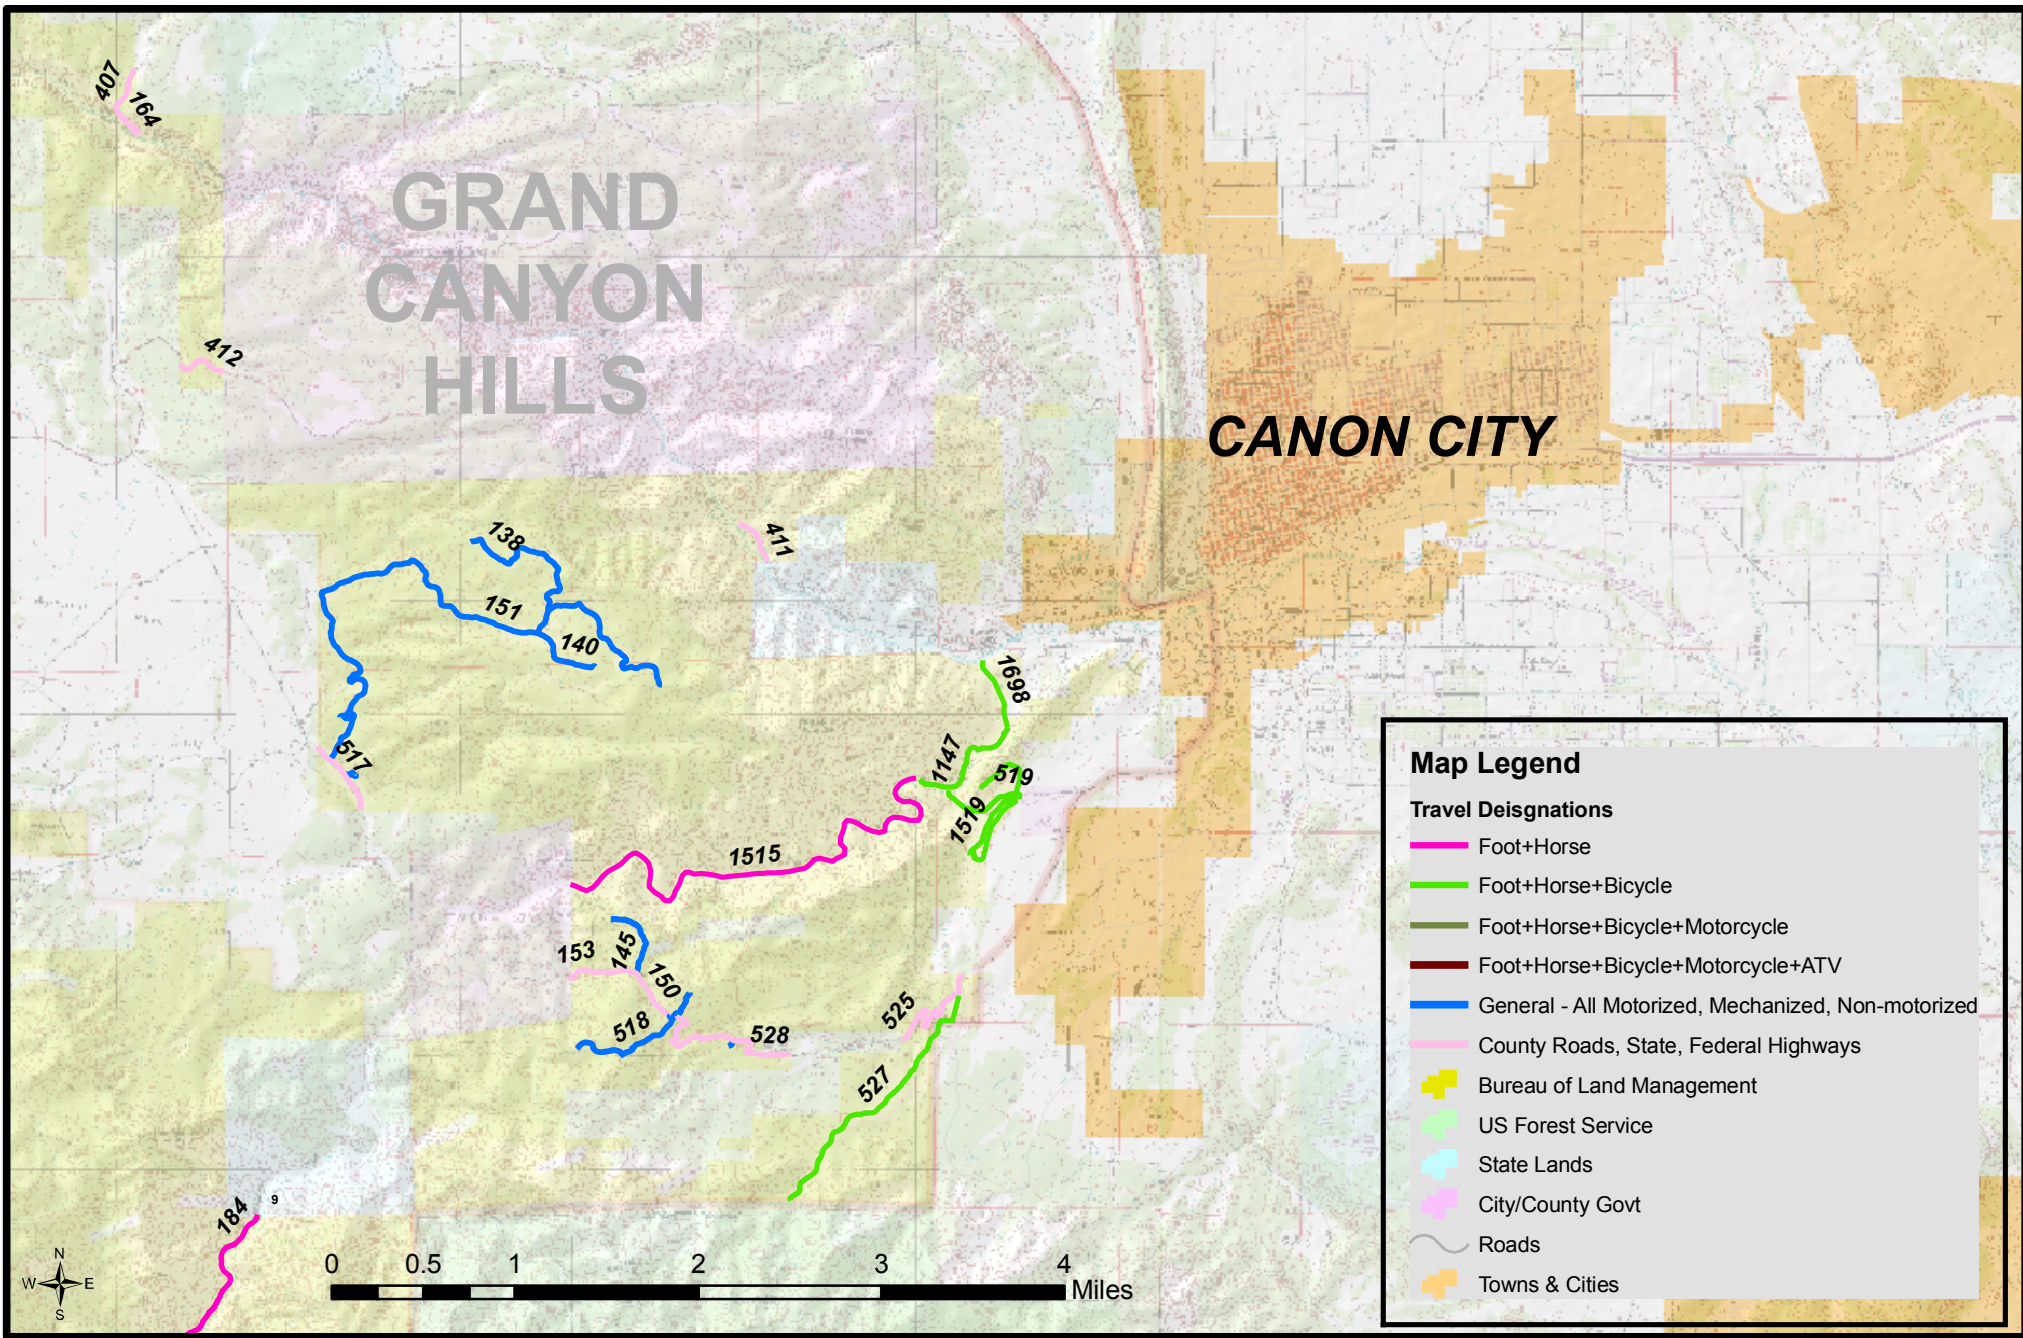 407
164
GRAND
CANYON
HILLS
412
CANON CITY
138
411
151
140
1698
517
1147
519
1519
1515
153
145
150
518
528
525
527
184
9
N
W E
S
0 0.5 1 2 3 4
Miles
Map Legend
Travel Deisgnations
Foot+Horse
Foot+Horse+Bicycle
Foot+Horse+Bicycle+Motorcycle
Foot+Horse+Bicycle+Motorcycle+ATV
General - All Motorized, Mechanized, Non-motorized
County Roads, State, Federal Highways
Bureau of Land Management
US Forest Service
State Lands
City/County Govt
Roads
Towns & Cities